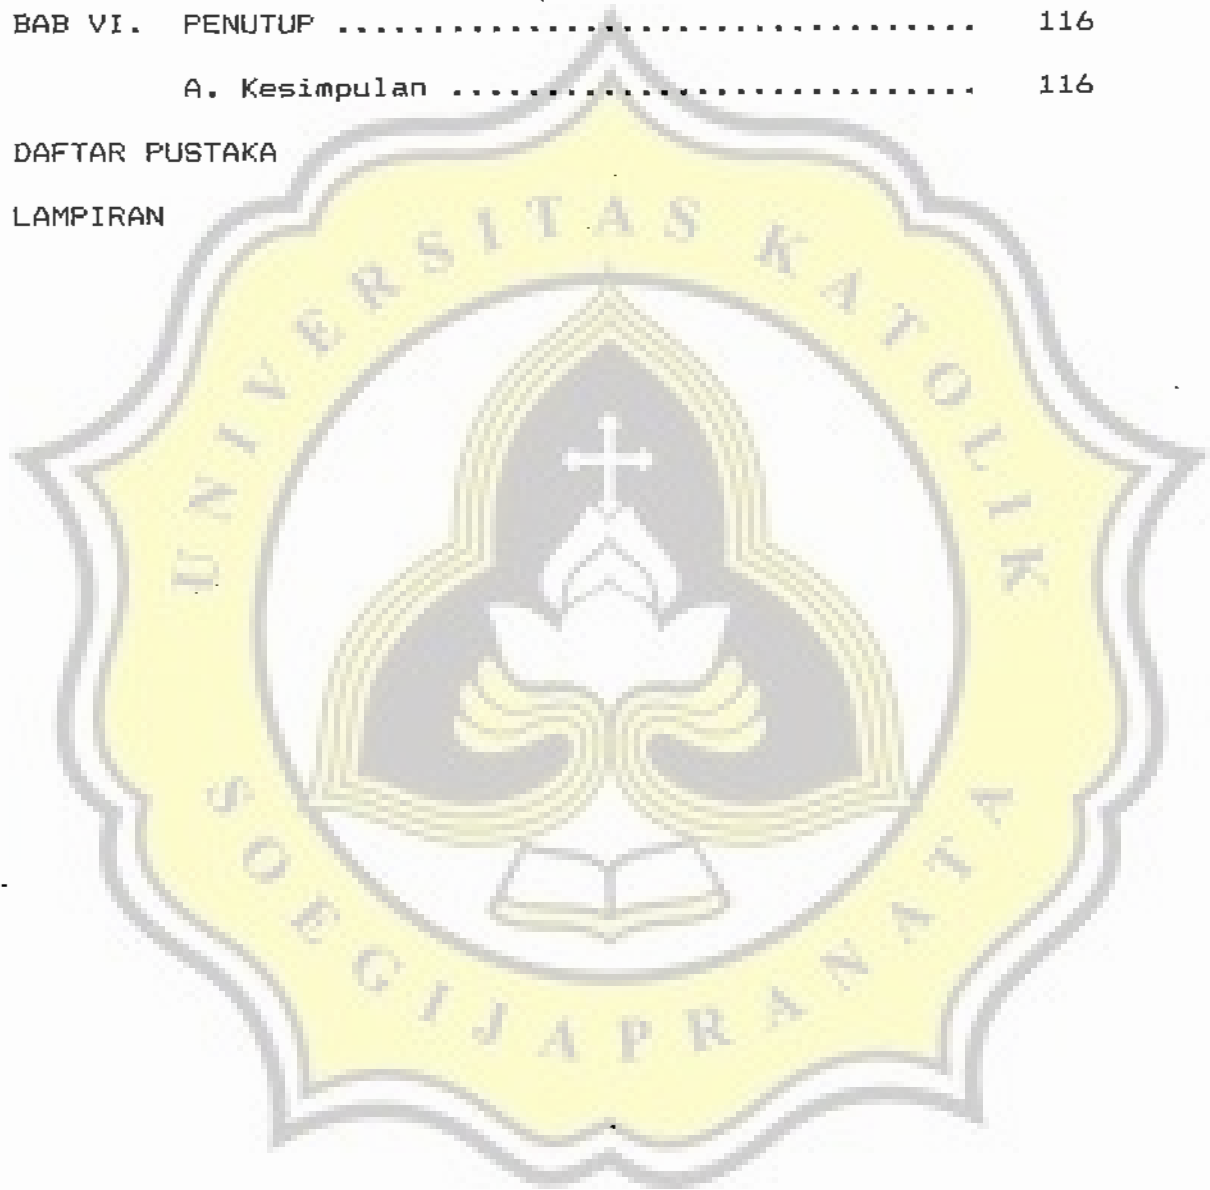 BAB VI. PENUTUP ................................. 116
A. Kesimpulan ........................... 116
DAFTAR PUSTAKA
LAMPIRAN
UNIVERSITAS KATOLIK
SOEGIJAPRANATA